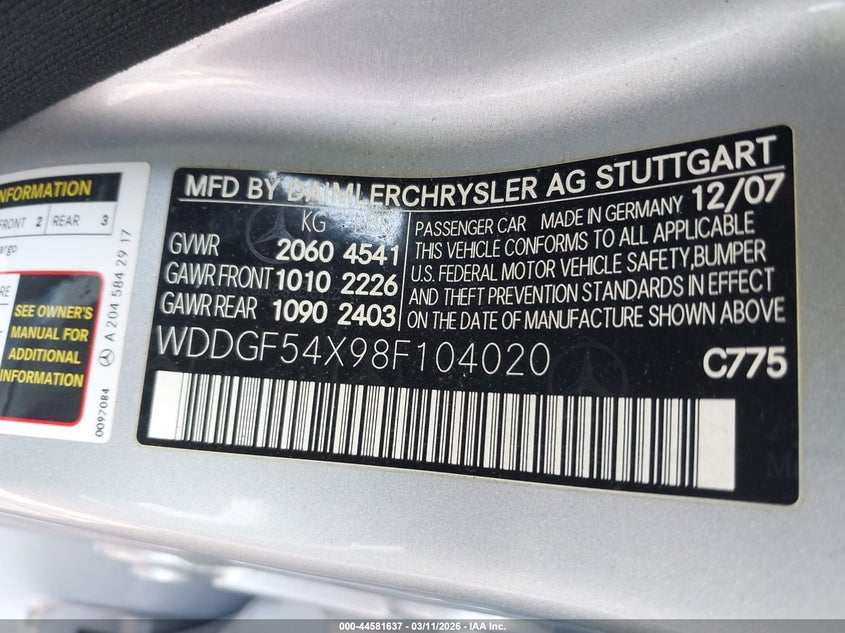 INFORMATION
FRONT 2 REAR 3
argo
SEE OWNER'S
MANUAL FOR
ADDITIONAL
INFORMATION
A 204 584 29 17
0097084
MFD BY DAIMLERCHRYSLER AG STUTTGART
KG
GVWR 2060 4541
GAWR FRONT 1010 2226
GAWR REAR 1090 2403
PASSENGER CAR MADE IN GERMANY 12/07
THIS VEHICLE CONFORMS TO ALL APPLICABLE
U.S. FEDERAL MOTOR VEHICLE SAFETY, BUMPER
AND THEFT PREVENTION STANDARDS IN EFFECT
ON THE DATE OF MANUFACTURE SHOWN ABOVE
WDDGF54X98F104020
C775
000-44581637 - 03/11/2026 - IAA Inc.